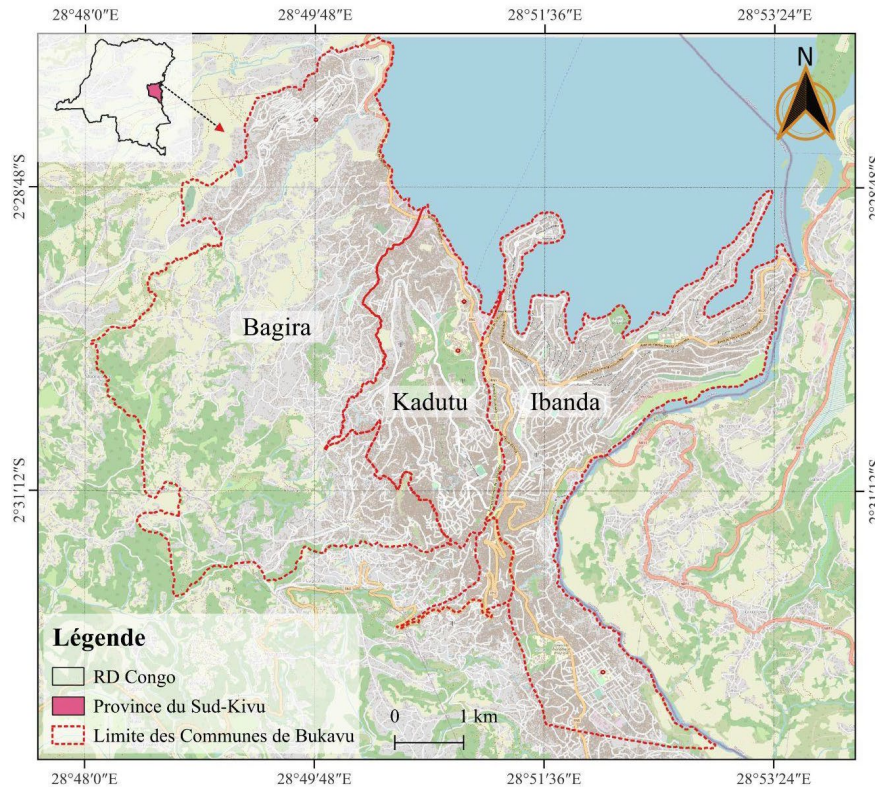 28°48'0"E 28°49'48"E 28°51'36"E 28°53'24"E
N
2°28'48"S 2°28'48"S
Bagira
Kadutu Ibanda
2°31'12"S 2°31'12"S
Légende
RD Congo
Province du Sud-Kivu
Limite des Communes de Bukavu
0 1 km
28°48'0"E 28°49'48"E 28°51'36"E 28°53'24"E